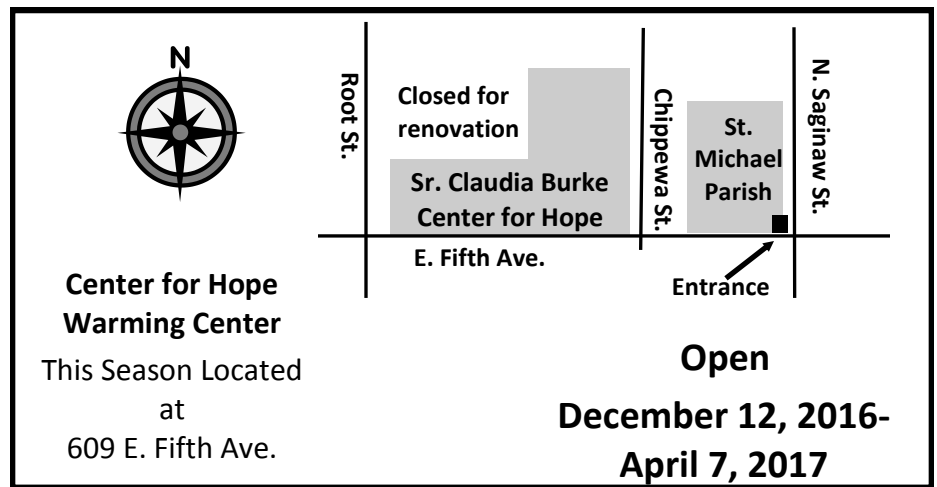 N
Root St.
Closed for
renovation
Sr. Claudia Burke
Center for Hope
Chippewa St.
St.
Michael
Parish
N. Saginaw St.
E. Fifth Ave.
Entrance
Center for Hope
Warming Center
This Season Located
at
609 E. Fifth Ave.
Open
December 12, 2016-
April 7, 2017